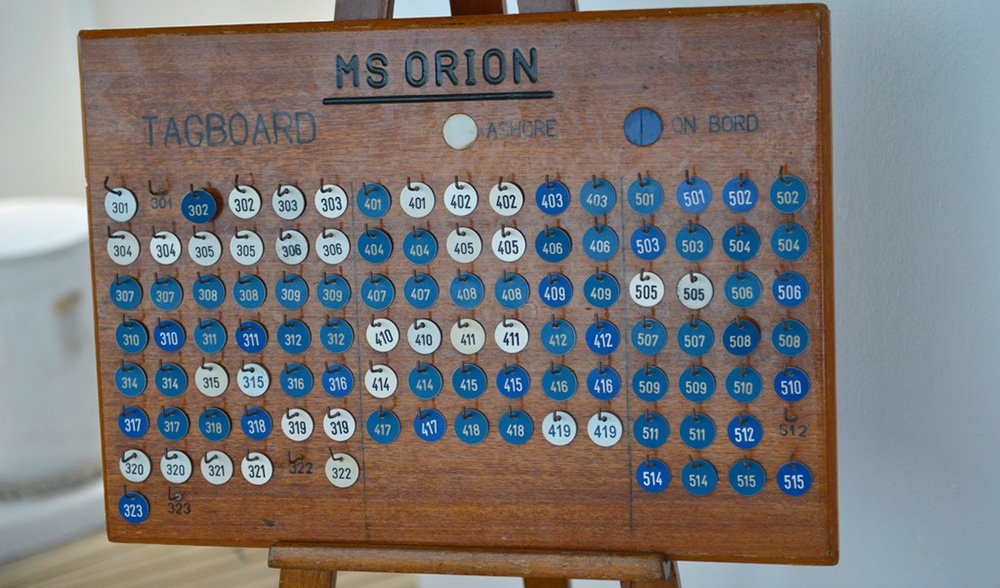 MS ORION
TAGBOARD ASHORE ON BORD
301 301 302 302 303 303 401 401 402 402 403 403 501 501 502 502
304 304 305 305 306 306 404 404 405 405 406 406 503 503 504 504
307 307 308 308 309 309 407 407 408 408 409 409 505 505 506 506
310 310 311 311 312 312 410 410 411 411 412 412 507 507 508 508
314 314 315 315 316 316 414 414 415 415 416 416 509 509 510 510
317 317 318 318 319 319 417 417 418 418 419 419 511 511 512 512
320 320 321 321 322 322 514 514 515 515
323 323